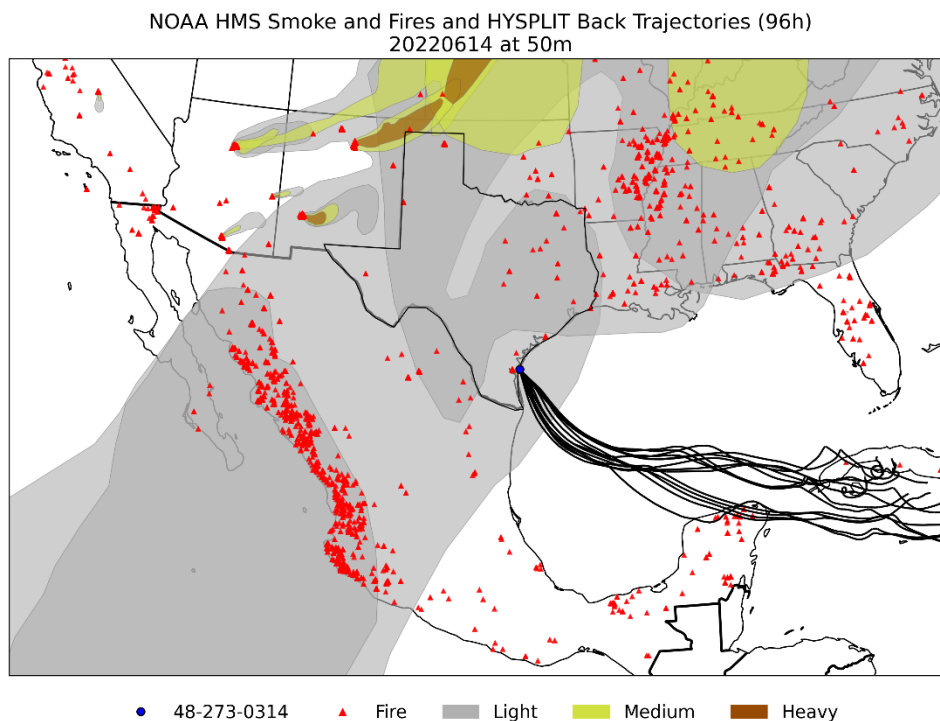 NOAA HMS Smoke and Fires and HYSPLIT Back Trajectories (96h)
20220614 at 50m
48-273-0314 Fire Light Medium Heavy